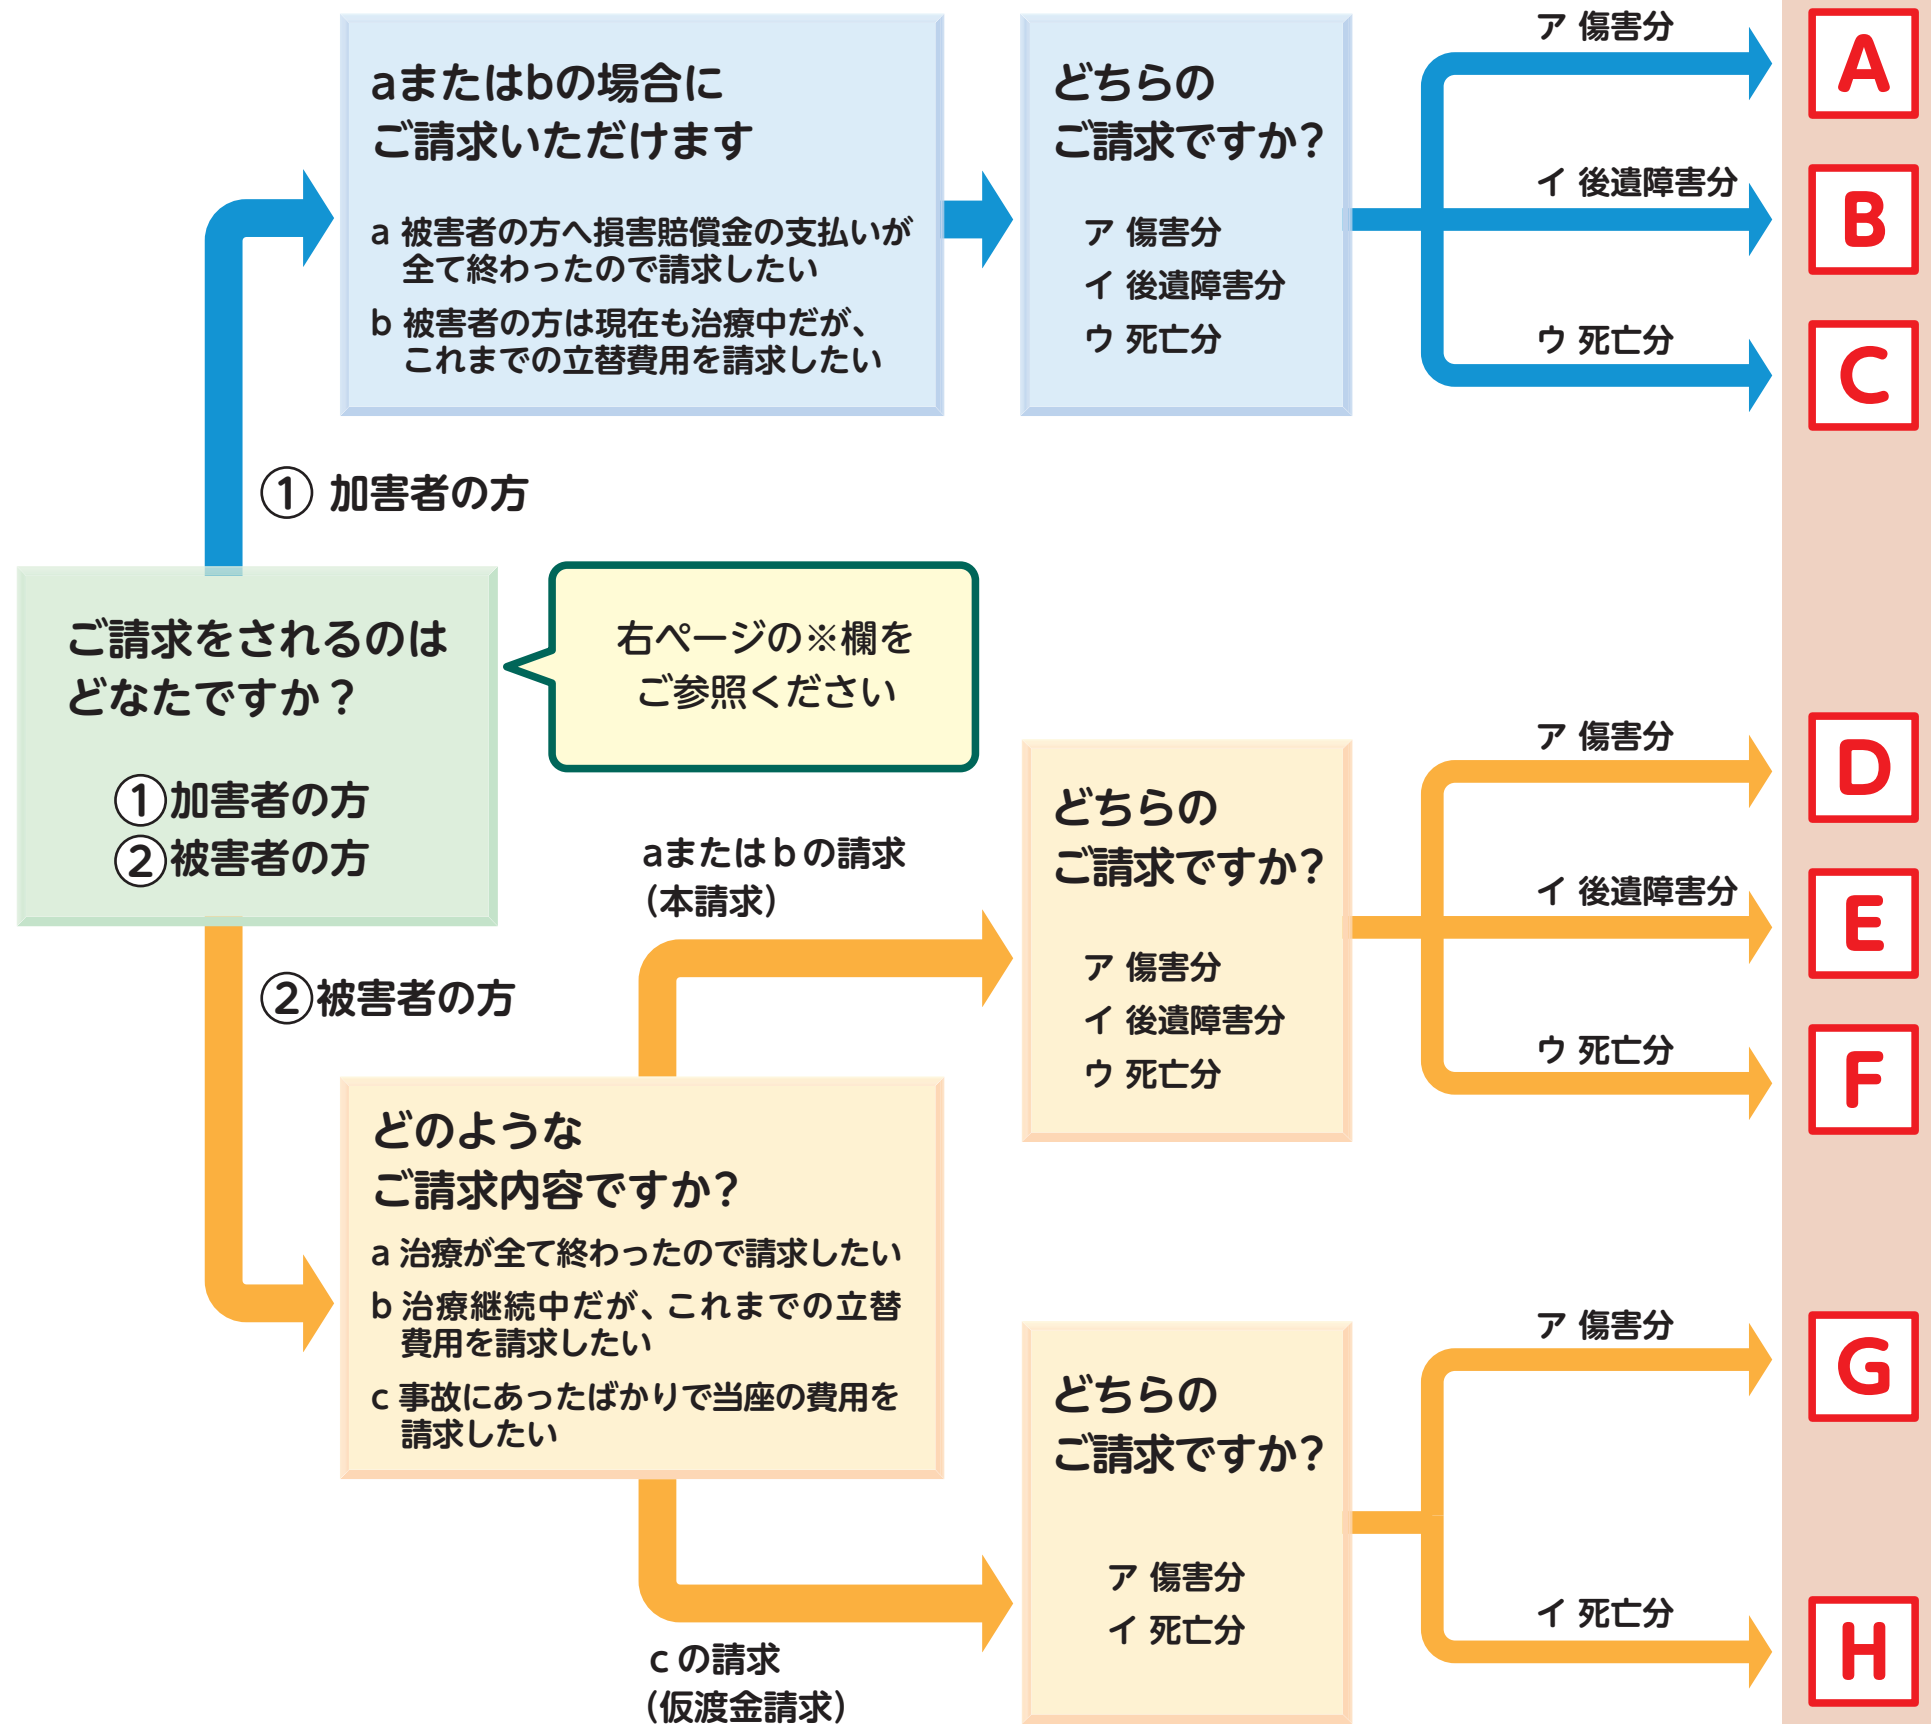 aまたはbの場合に
ご請求いただけます
a 被害者の方へ損害賠償金の支払いが
全て終わったので請求したい
b 被害者の方は現在も治療中だが、
これまでの立替費用を請求したい
どちらの
ご請求ですか？
ア 傷害分
イ 後遺障害分
ウ 死亡分
ア 傷害分
A
イ 後遺障害分
B
ウ 死亡分
C
① 加害者の方
ご請求をされるのは
どなたですか？
①加害者の方
②被害者の方
右ページの※欄を
ご参照ください
②被害者の方
aまたはｂの請求
（本請求）
どちらの
ご請求ですか？
ア 傷害分
イ 後遺障害分
ウ 死亡分
ア 傷害分
D
イ 後遺障害分
E
ウ 死亡分
F
どのような
ご請求内容ですか？
a 治療が全て終わったので請求したい
b 治療継続中だが、これまでの立替
費用を請求したい
c 事故にあったばかりで当座の費用を
請求したい
c の請求
（仮渡金請求）
どちらの
ご請求ですか？
ア 傷害分
イ 死亡分
ア 傷害分
G
イ 死亡分
H